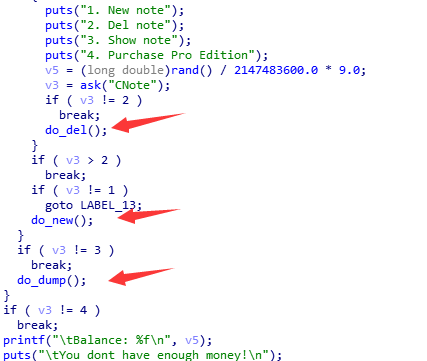 {
puts("1. New note");
puts("2. Del note");
puts("3. Show note");
puts("4. Purchase Pro Edition");
v5 = (long double)rand() / 2147483600.0 * 9.0;
v3 = ask("CNote");
if ( v3 != 2 )
break;
do_del();
}
if ( v3 > 2 )
break;
if ( v3 != 1 )
goto LABEL_13;
do_new();
}
if ( v3 != 3 )
break;
do_dump();
}
if ( v3 != 4 )
break;
printf("\tBalance: %f\n", v5);
puts("\tYou dont have enough money!\n");